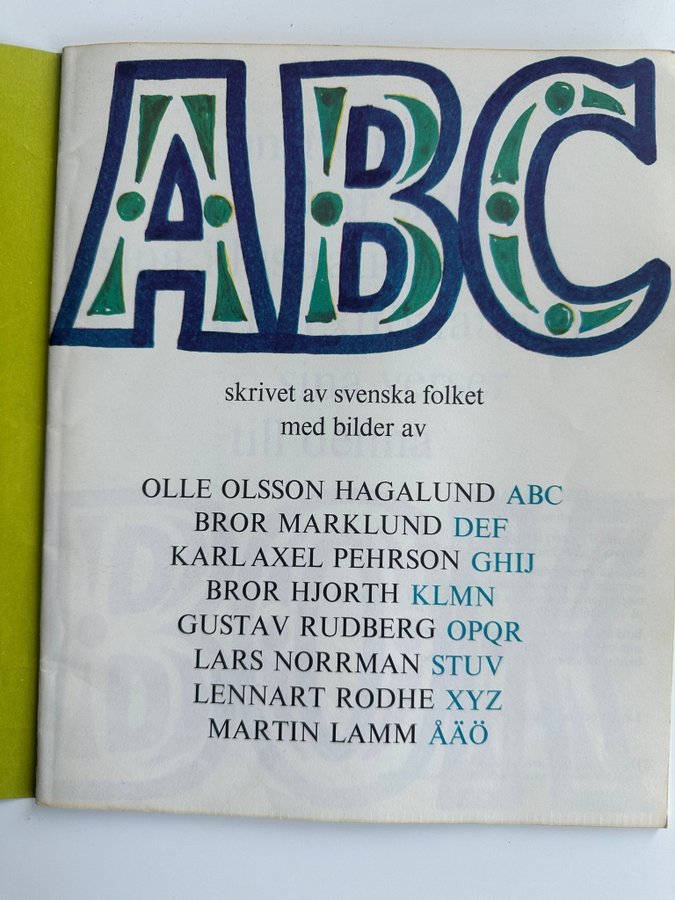 ABC
skrivet av svenska folket
med bilder av
OLLE OLSSON HAGALUND ABC
BROR MARKLUND DEF
KARL AXEL PEHRSON GHIJ
BROR HJORTH KLMN
GUSTAV RUDBERG OPQR
LARS NORRMAN STUV
LENNART RODHE XYZ
MARTIN LAMM ÅÄÖ